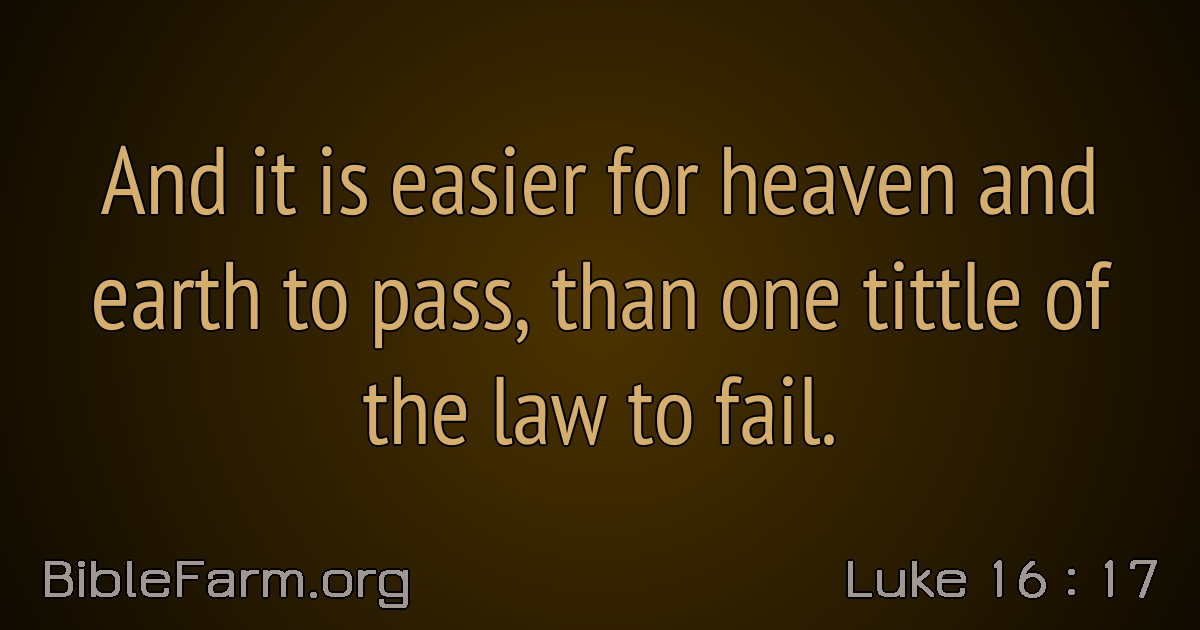 And it is easier for heaven and
earth to pass, than one tittle of
the law to fail.
BibleFarm.org
Luke 16 : 17